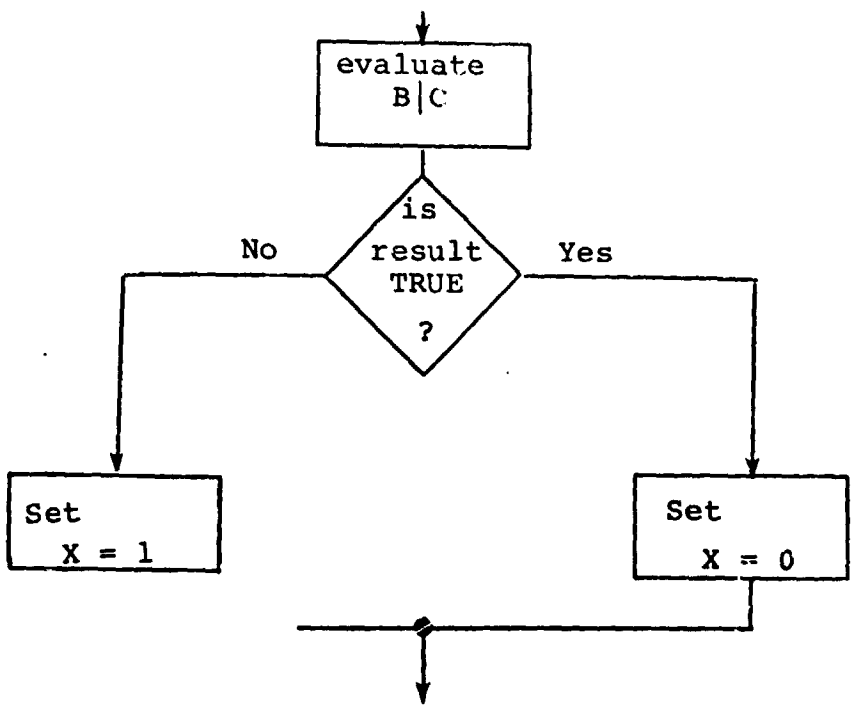 evaluate
B|C
is
result
TRUE
?
No
Yes
Set
X = 1
Set
X = 0